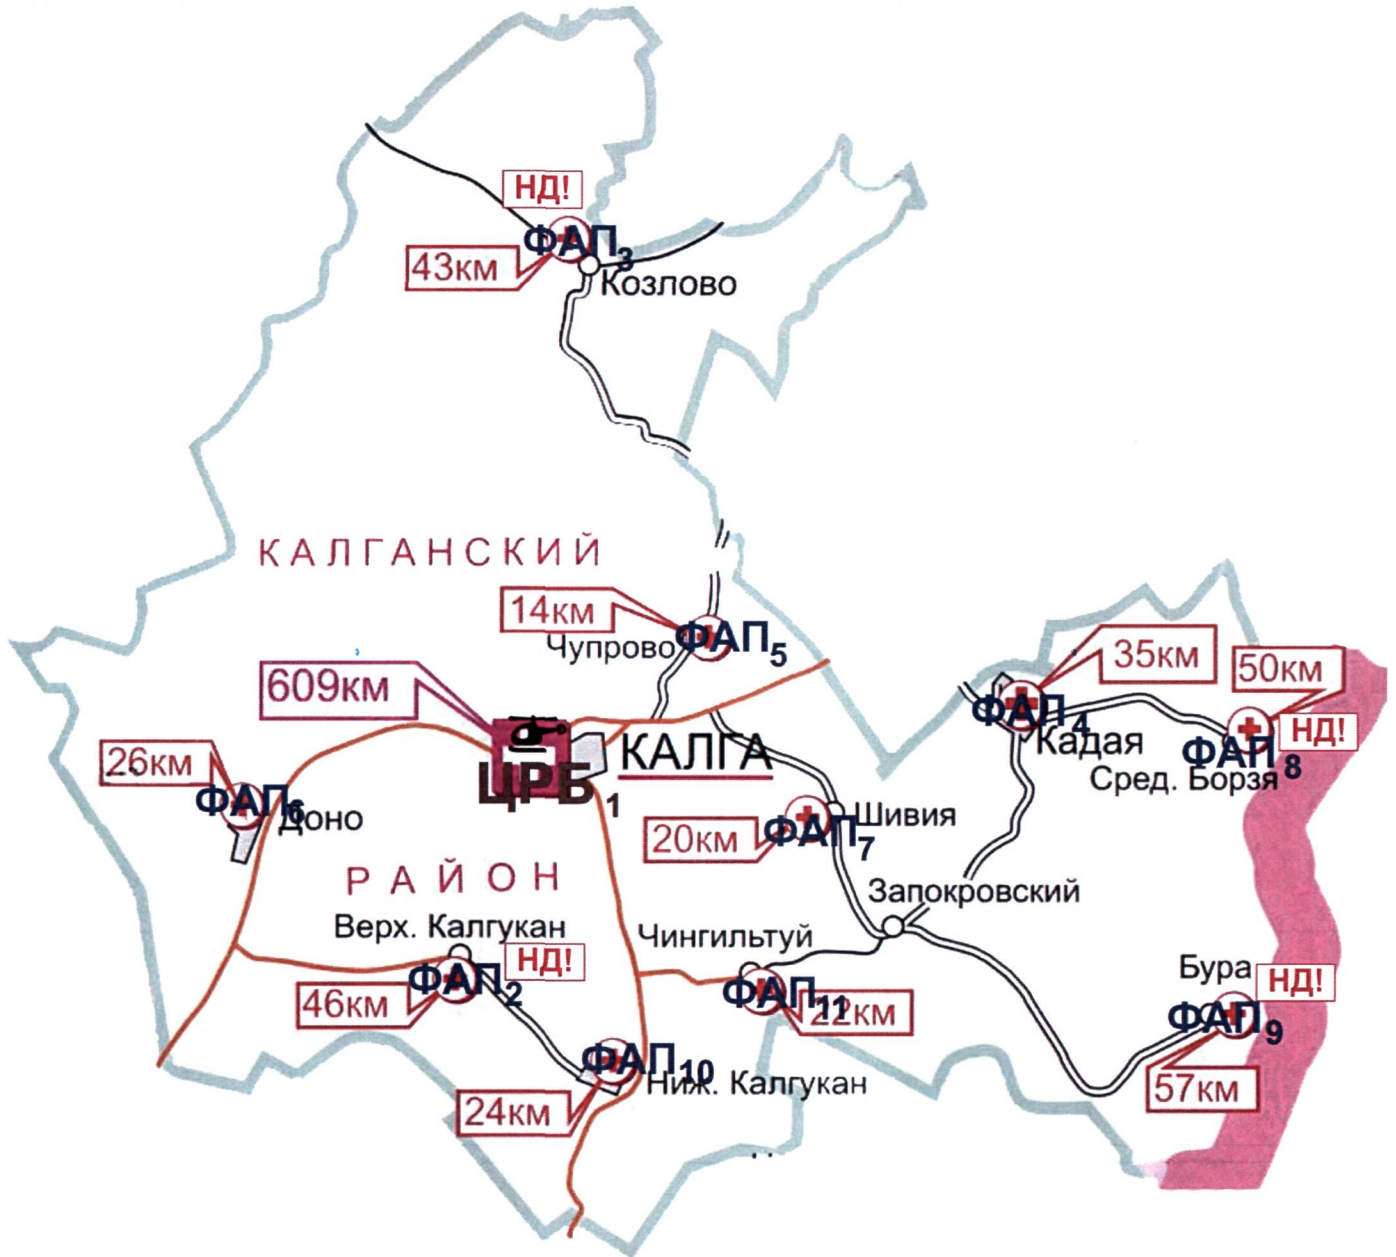 НД!
ФАП3
43км
Козлово
КАЛГАНСКИЙ
14км
Чупрово
ФАП5
609км
35км
50км
ФАП4
НД!
Кадая
ФАП8
Сред. Борзя
КАЛГА
26км
ЦРБ1
ФАП6
Доно
Шивия
20км
ФАП7
РАЙОН
Запокровский
Верх. Калгукан
Чингильтуй
НД!
ФАП2
46км
ФАП11
22км
Бура
НД!
ФАП9
ФАП10
Ниж. Калгукан
24км
57км